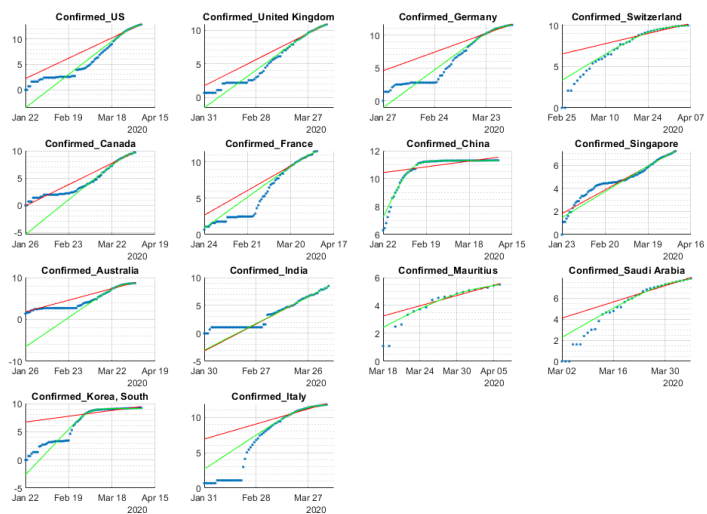 Confirmed_US
10
5
0
Jan 22 Feb 19 Mar 18 Apr 15
2020
Confirmed_United Kingdom
10
5
0
Jan 31 Feb 28 Mar 27
2020
Confirmed_Germany
10
5
0
Jan 27 Feb 24 Mar 23
2020
Confirmed_Switzerland
10
5
0
Feb 25 Mar 10 Mar 24 Apr 07
2020
Confirmed_Canada
10
5
0
-5
Jan 26 Feb 23 Mar 22 Apr 19
2020
Confirmed_France
10
5
0
Jan 24 Feb 21 Mar 20 Apr 17
2020
Confirmed_China
12
10
8
6
Jan 22 Feb 19 Mar 18 Apr 15
2020
Confirmed_Singapore
6
4
2
0
Jan 23 Feb 20 Mar 19 Apr 16
2020
Confirmed_Australia
10
0
-10
Jan 26 Feb 23 Mar 22 Apr 19
2020
Confirmed_India
10
5
0
-5
Jan 30 Feb 27 Mar 26
2020
Confirmed_Mauritius
6
4
2
0
Mar 18 Mar 24 Mar 30 Apr 05
2020
Confirmed_Saudi Arabia
6
4
2
0
Mar 02 Mar 16 Mar 30
2020
Confirmed_Korea, South
10
5
0
-5
Jan 22 Feb 19 Mar 18 Apr 15
2020
Confirmed_Italy
10
5
0
Jan 31 Feb 28 Mar 27
2020